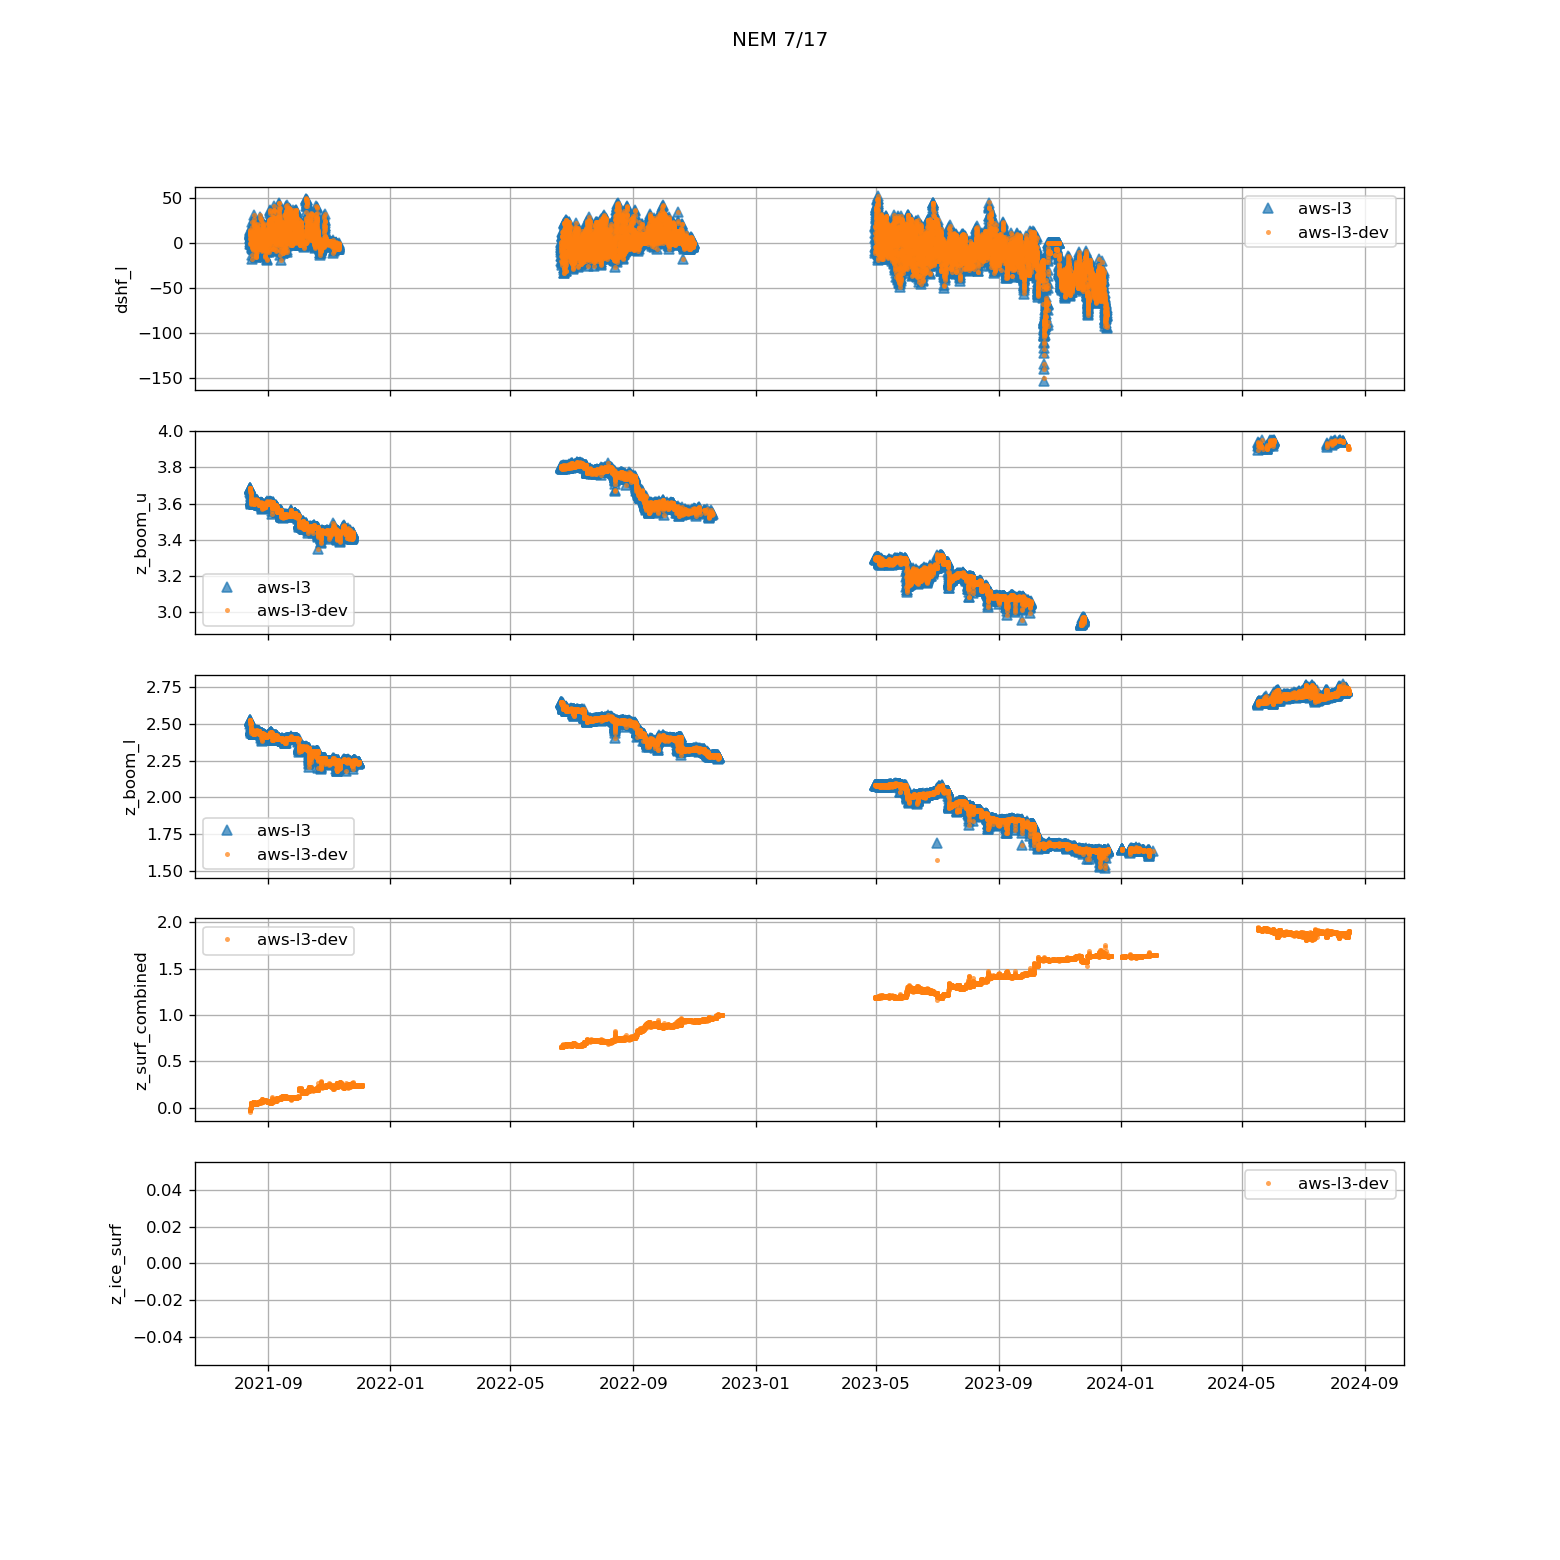 NEM 7/17
50
0
−50
−100
−150
dshf_l
aws-l3
aws-l3-dev
4.0
3.8
3.6
3.4
3.2
3.0
z_boom_u
aws-l3
aws-l3-dev
2.75
2.50
2.25
2.00
1.75
1.50
z_boom_l
aws-l3
aws-l3-dev
2.0
1.5
1.0
0.5
0.0
z_surf_combined
aws-l3-dev
0.04
0.02
0.00
−0.02
−0.04
z_ice_surf
aws-l3-dev
2021-09 2022-01 2022-05 2022-09 2023-01 2023-05 2023-09 2024-01 2024-05 2024-09